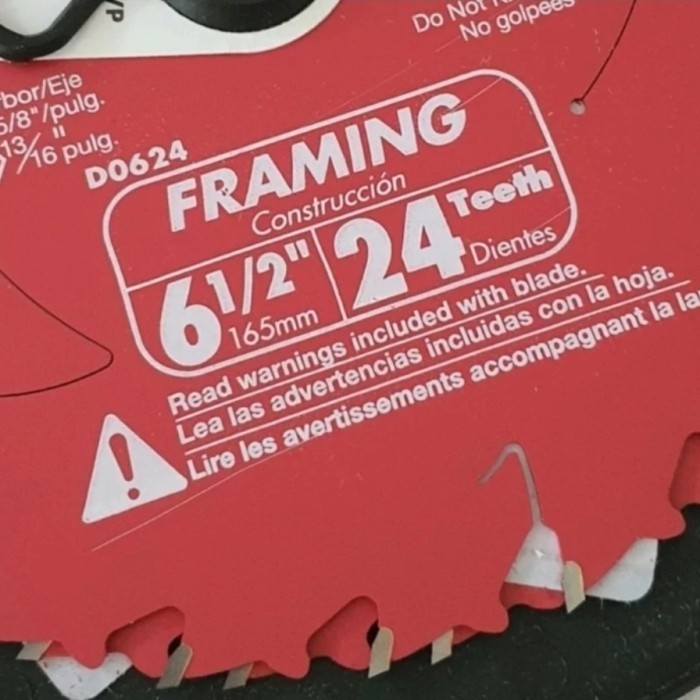 Do Not
No golpees
bor/Eje
5/8"/pulg.
13/16" pulg.
D0624
FRAMING
Construcción
6 1/2"
165mm
24 Teeth
Dientes
Read warnings included with blade.
Lea las advertencias incluidas con la hoja.
Lire les avertissements accompagnant la la